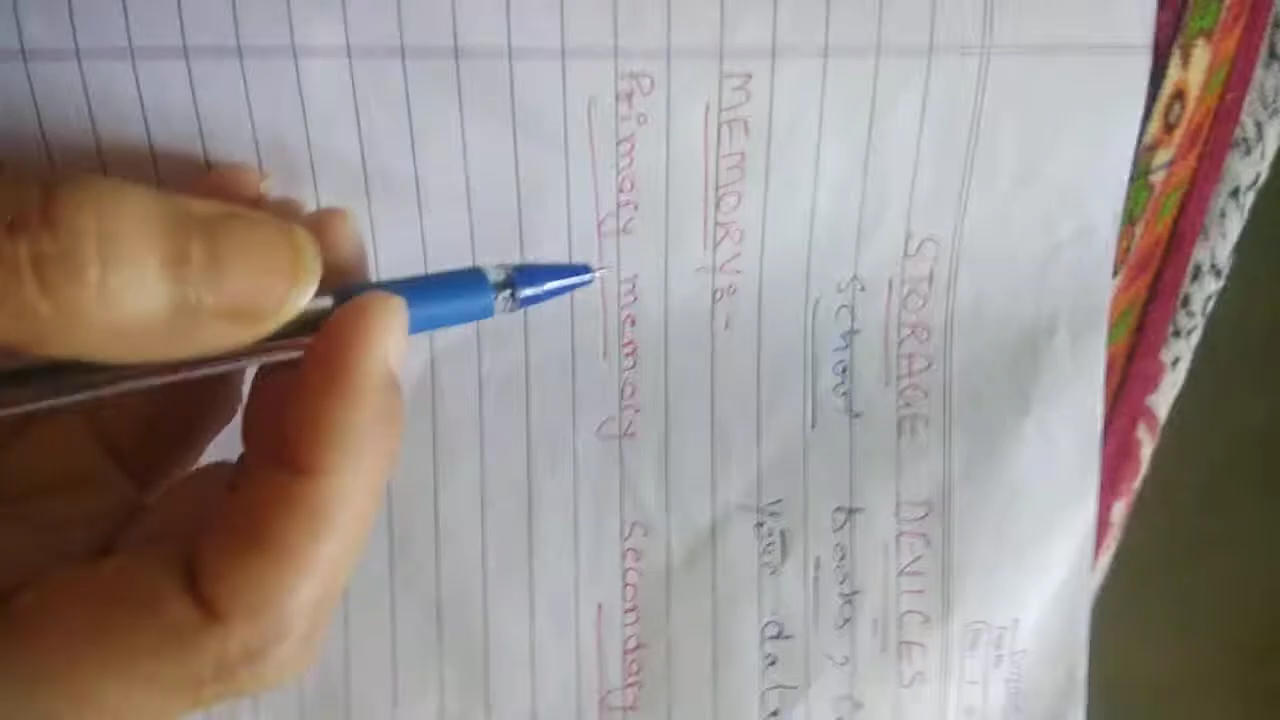 STORAGE DEVICES
School books,
your data
MEMORY:-
Primary memory Secondary